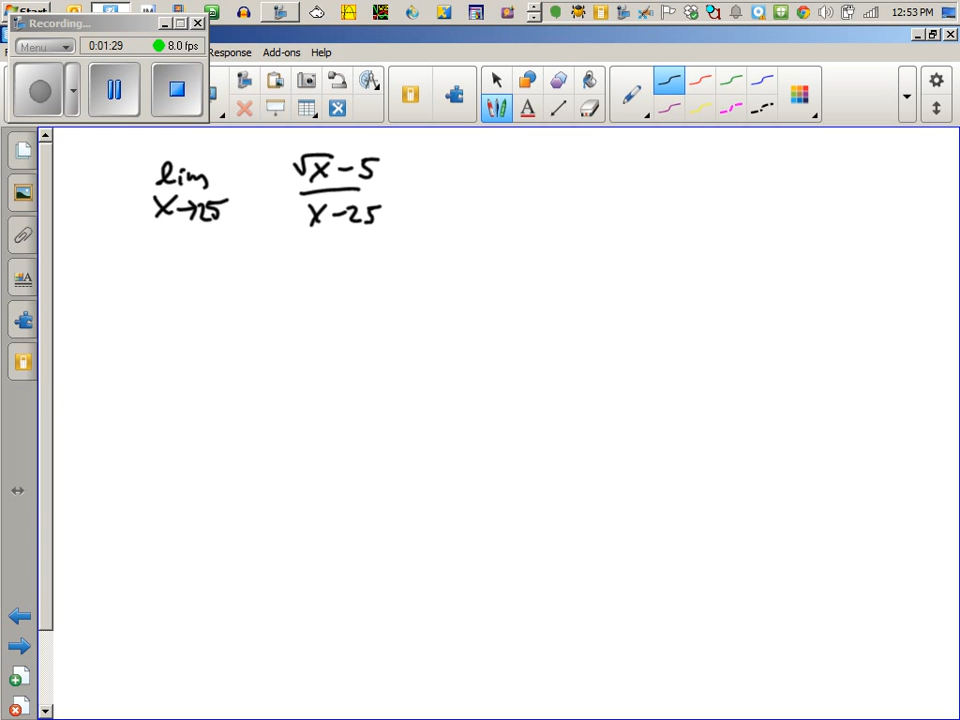 Start
12:53 PM
Recording...
Menu 0:01:29 8.0 fps
Response Add-ons Help
lim √x - 5
x→25 x - 25